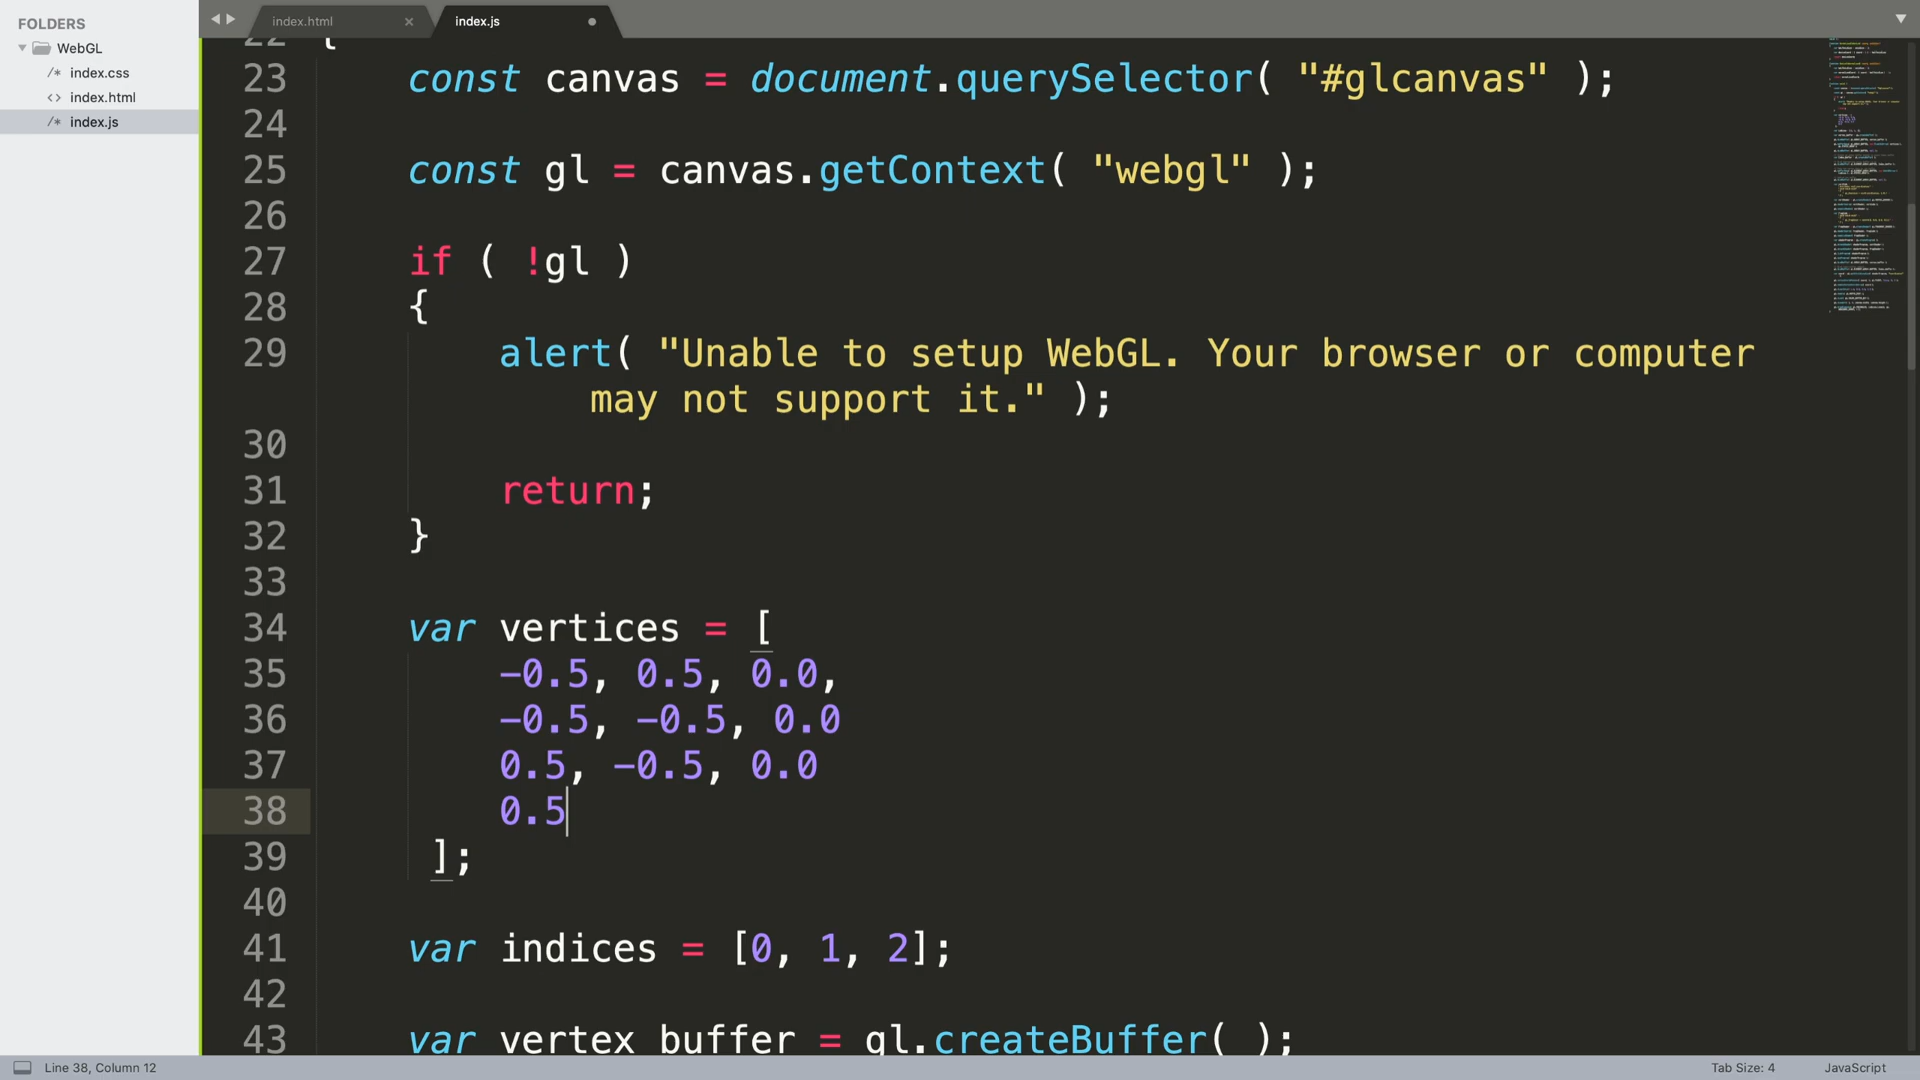 FOLDERS
WebGL
/* index.css
<> index.html
/* index.js
index.html ×
index.js
22 {
23 const canvas = document.querySelector( "#glcanvas" );
24
25 const gl = canvas.getContext( "webgl" );
26
27 if ( !gl )
28 {
29 alert( "Unable to setup WebGL. Your browser or computer
may not support it." );
30
31 return;
32 }
33
34 var vertices = [
35 -0.5, 0.5, 0.0,
36 -0.5, -0.5, 0.0
37 0.5, -0.5, 0.0
38 0.5
39 ];
40
41 var indices = [0, 1, 2];
42
43 var vertex_buffer = gl.createBuffer( );
Line 38, Column 12
Tab Size: 4
JavaScript